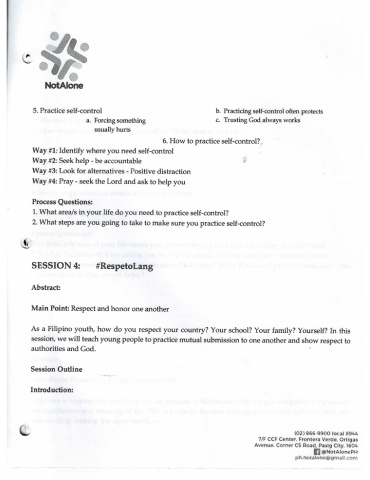 NotAlone
5. Practice self-control
a. Forcing something
usually hurts
b. Practicing self-control often protects
c. Trusting God always works
6. How to practice self-control?
Way #1: Identify where you need self-control
Way #2: Seek help - be accountable
Way #3: Look for alternatives - Positive distraction
Way #4: Pray - seek the Lord and ask to help you
Process Questions:
1. What area/s in your life do you need to practice self-control?
2. What steps are you going to take to make sure you practice self-control?
SESSION 4: #RespetoLang
Abstract:
Main Point: Respect and honor one another
As a Filipino youth, how do you respect your country? Your school? Your family? Yourself? In this
session, we will teach young people to practice mutual submission to one another and show respect to
authorities and God.
Session Outline
Introduction:
(02) 866-9900 local 8944
7/F CCF Center, Frontera Verde, Ortigas
Avenue, Corner C5 Road, Pasig City, 1604
@NotAlonePH
ph.notalone@gmail.com